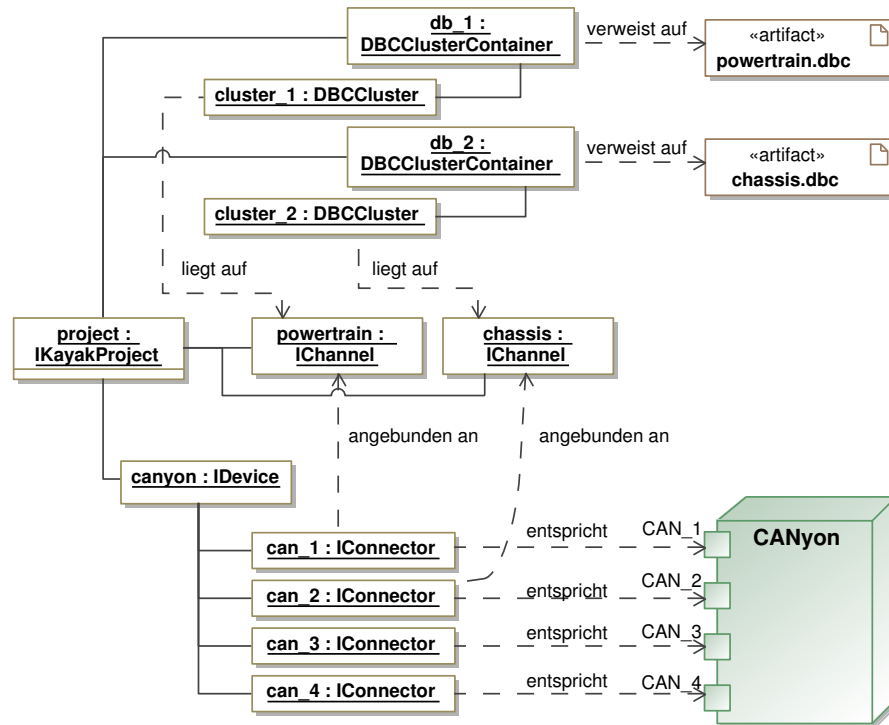 db_1 :
DBCClusterContainer
verweist auf
«artifact»
powertrain.dbc
cluster_1 : DBCCluster
db_2 :
DBCClusterContainer
verweist auf
«artifact»
chassis.dbc
cluster_2 : DBCCluster
liegt auf
liegt auf
project :
IKayakProject
powertrain :
IChannel
chassis :
IChannel
angebunden an
angebunden an
canyon : IDevice
can_1 : IConnector
entspricht
CAN_1
CANyon
can_2 : IConnector
entspricht
CAN_2
can_3 : IConnector
entspricht
CAN_3
can_4 : IConnector
entspricht
CAN_4